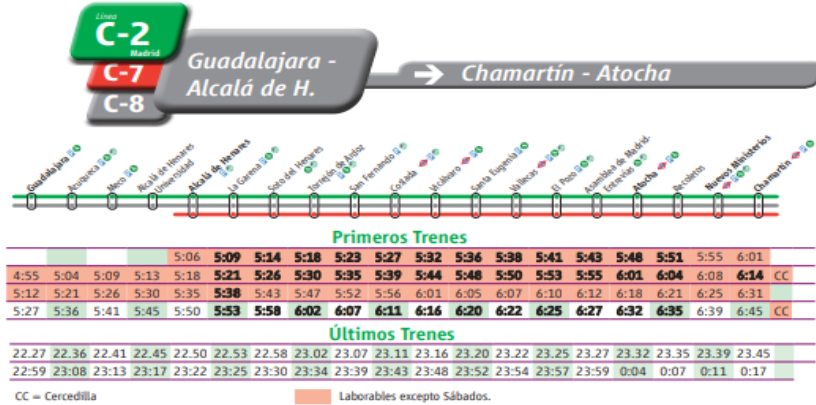 Línea
C-2
Madrid
C-7
C-8
Guadalajara -
Alcalá de H.
Chamartín - Atocha
Guadalajara
Azuqueca
Meco
Alcalá de Henares
Universidad
Alcalá de Henares
La Garena
Soto del Henares
Torrejón de Ardoz
San Fernando
Coslada
Vicálvaro
Santa Eugenia
Vallecas
El Pozo
Asamblea de Madrid-
Entrevías
Atocha
Recoletos
Nuevos Ministerios
Chamartín
Primeros Trenes
5:06 5:09 5:14 5:18 5:23 5:27 5:32 5:36 5:38 5:41 5:43 5:48 5:51 5:55 6:01
4:55 5:04 5:09 5:13 5:18 5:21 5:26 5:30 5:35 5:39 5:44 5:48 5:50 5:53 5:55 6:01 6:04 6:08 6:14 CC
5:12 5:21 5:26 5:30 5:35 5:38 5:43 5:47 5:52 5:56 6:01 6:05 6:07 6:10 6:12 6:18 6:21 6:25 6:31
5:27 5:36 5:41 5:45 5:50 5:53 5:58 6:02 6:07 6:11 6:16 6:20 6:22 6:25 6:27 6:32 6:35 6:39 6:45 CC
Últimos Trenes
22.27 22.36 22.41 22.45 22.50 22.53 22.58 23.02 23.07 23.11 23.16 23.20 23.22 23.25 23.27 23.32 23.35 23.39 23.45
22:59 23:08 23:13 23:17 23:22 23:25 23:30 23:34 23:39 23:43 23:48 23:52 23:54 23:57 23:59 0:04 0:07 0:11 0:17
CC = Cercedilla
Laborables excepto Sábados.